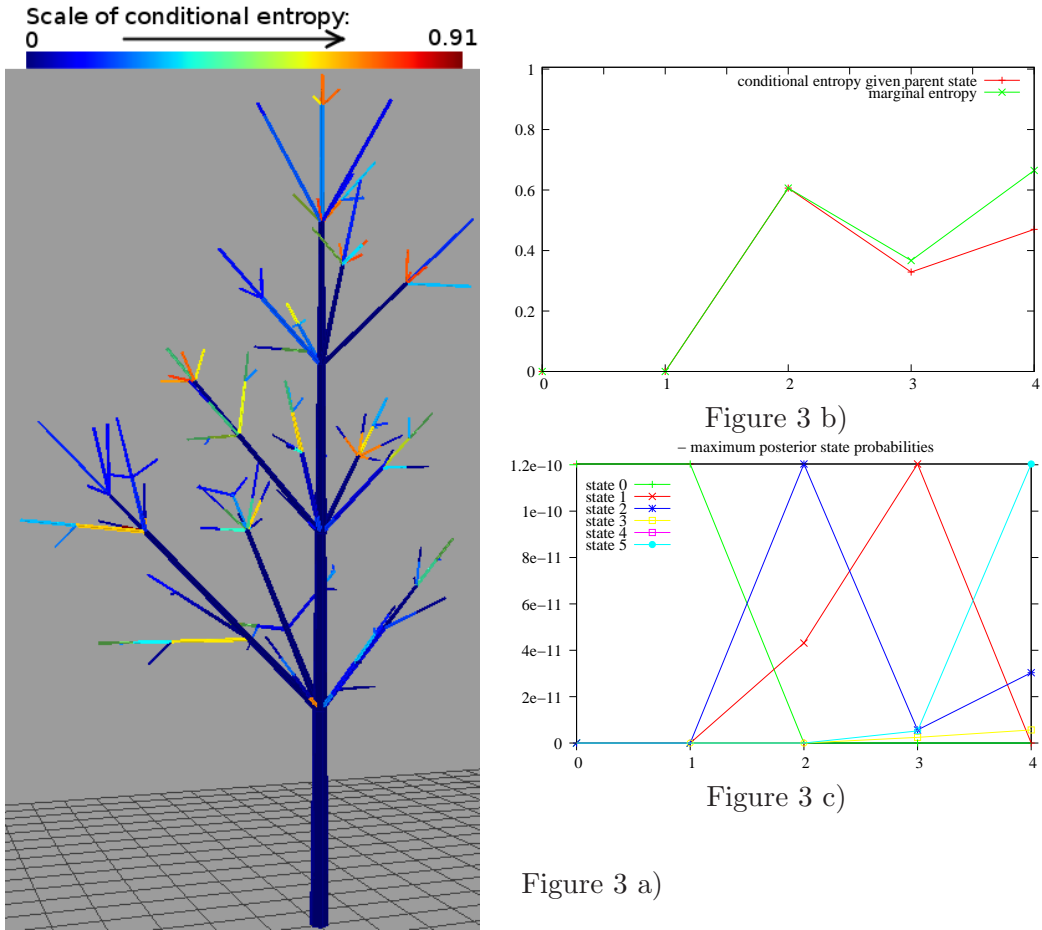 Scale of conditional entropy:
0 0.91
1
conditional entropy given parent state
marginal entropy
0.8
0.6
0.4
0.2
0
0 1 2 3 4
Figure 3 b)
− maximum posterior state probabilities
1.2e−10
state 0
state 1
1e−10
state 2
state 3
state 4
state 5
8e−11
6e−11
4e−11
2e−11
0
0 1 2 3 4
Figure 3 c)
Figure 3 a)